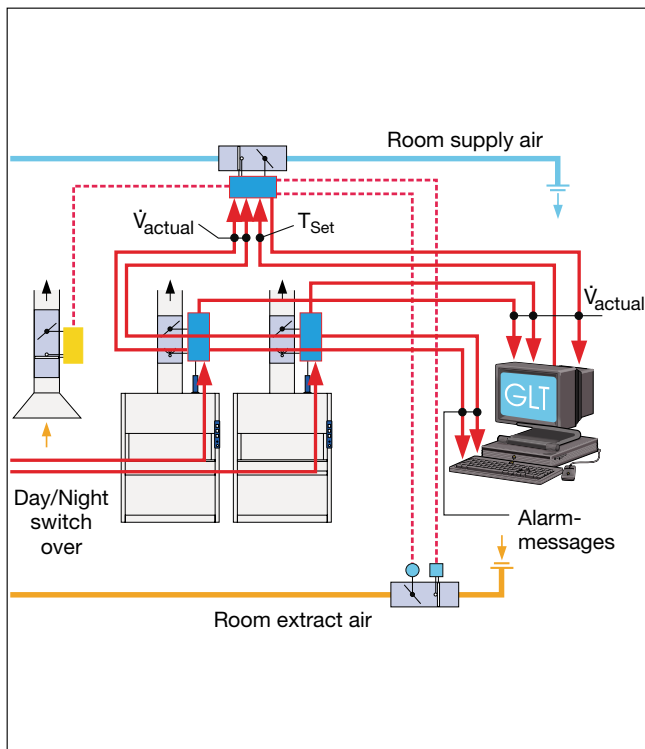 Room supply air
V̇actual
TSet
V̇actual
GLT
Day/Night
switch
over
Alarm-
messages
Room extract air